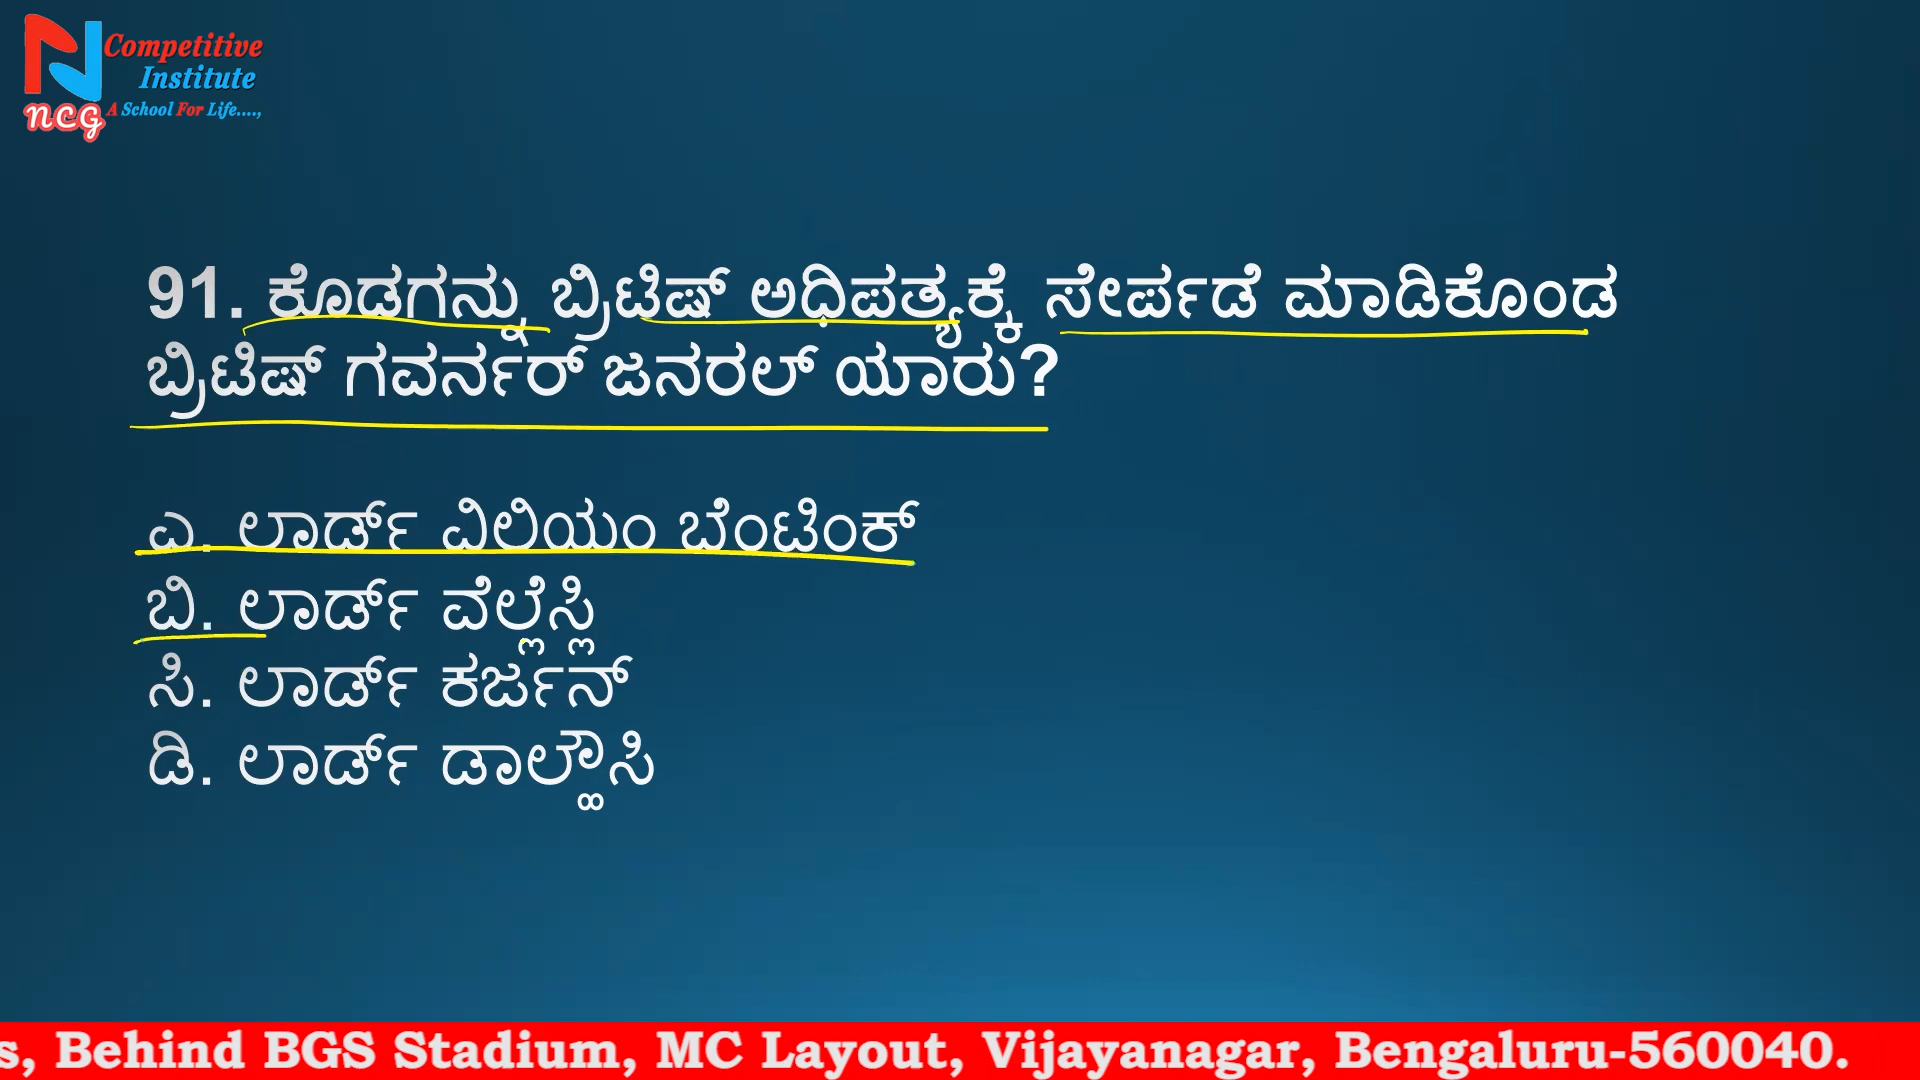 Competitive
Institute
ncg A School For Life....,
91. ಕೊಡಗನ್ನು ಬ್ರಿಟಿಷ್ ಅಧಿಪತ್ಯಕ್ಕೆ ಸೇರ್ಪಡೆ ಮಾಡಿಕೊಂಡ
ಬ್ರಿಟಿಷ್ ಗವರ್ನರ್ ಜನರಲ್ ಯಾರು?
ಎ. ಲಾರ್ಡ್ ವಿಲಿಯಂ ಬೆಂಟಿಂಕ್
ಬಿ. ಲಾರ್ಡ್ ವೆಲ್ಲೆಸ್ಲಿ
ಸಿ. ಲಾರ್ಡ್ ಕರ್ಜನ್
ಡಿ. ಲಾರ್ಡ್ ಡಾಲ್ಹೌಸಿ
s, Behind BGS Stadium, MC Layout, Vijayanagar, Bengaluru-560040.